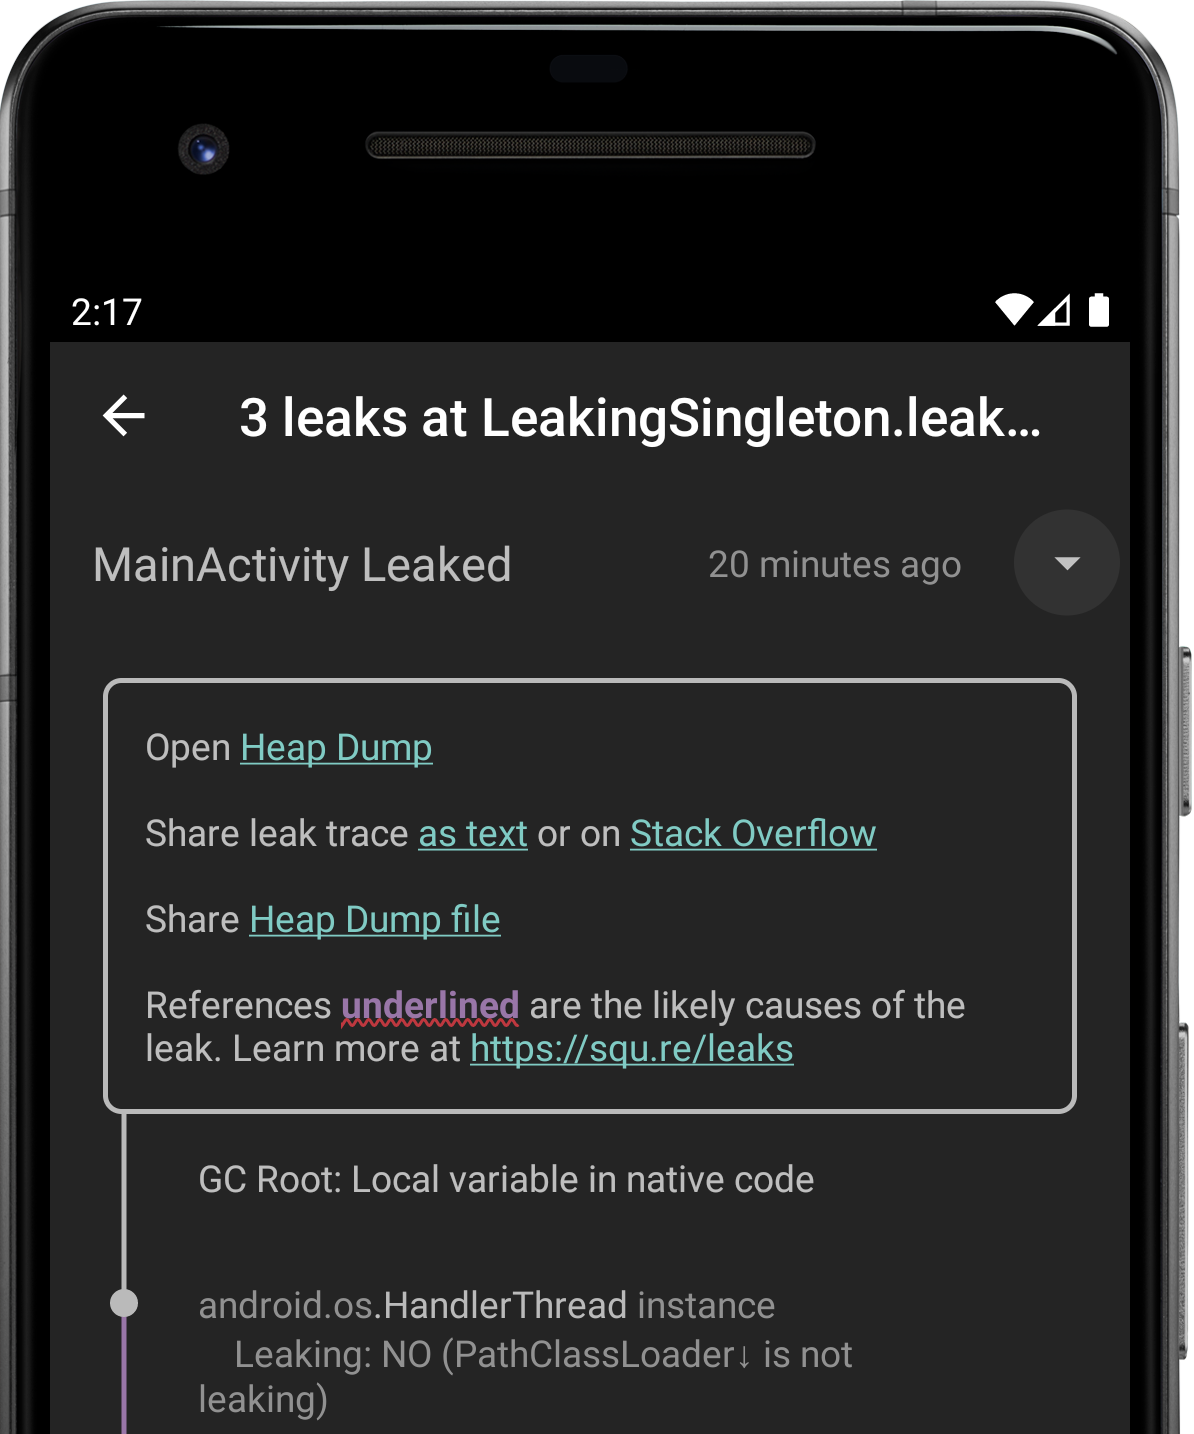 2:17
3 leaks at LeakingSingleton.leak...
MainActivity Leaked 20 minutes ago
Open Heap Dump
Share leak trace as text or on Stack Overflow
Share Heap Dump file
References underlined are the likely causes of the
leak. Learn more at https://squ.re/leaks
GC Root: Local variable in native code
android.os.HandlerThread instance
Leaking: NO (PathClassLoader↓ is not
leaking)